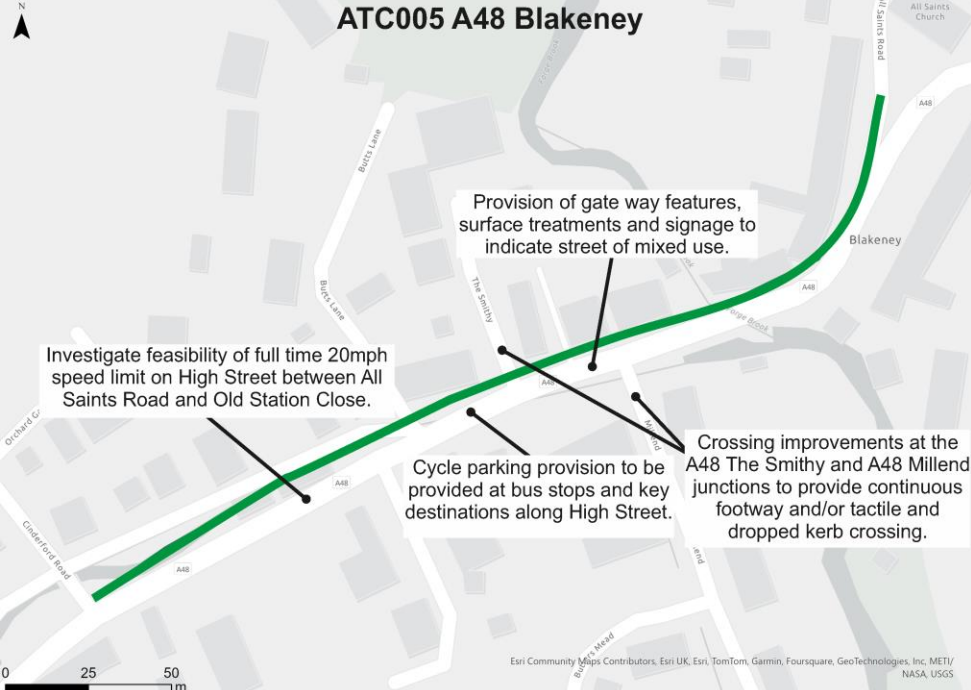 ATC005 A48 Blakeney
N
All Saints
Church
All Saints Road
A48
Butts Lane
Provision of gate way features,
surface treatments and signage to
indicate street of mixed use.
Blakeney
The Smithy
Butts Lane
A48
Forge Brook
Investigate feasibility of full time 20mph
speed limit on High Street between All
Saints Road and Old Station Close.
A48
Millend
Crossing improvements at the
A48 The Smithy and A48 Millend
junctions to provide continuous
footway and/or tactile and
dropped kerb crossing.
Cycle parking provision to be
provided at bus stops and key
destinations along High Street.
A48
Cinderford Road
A48
Esri Community Maps Contributors, Esri UK, Esri, TomTom, Garmin, Foursquare, GeoTechnologies, Inc, METI/
NASA, USGS
0 25 50
m